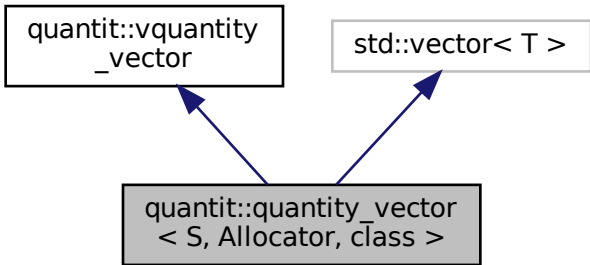 quantit::vquantity
_vector
std::vector< T >
quantit::quantity_vector
< S, Allocator, class >